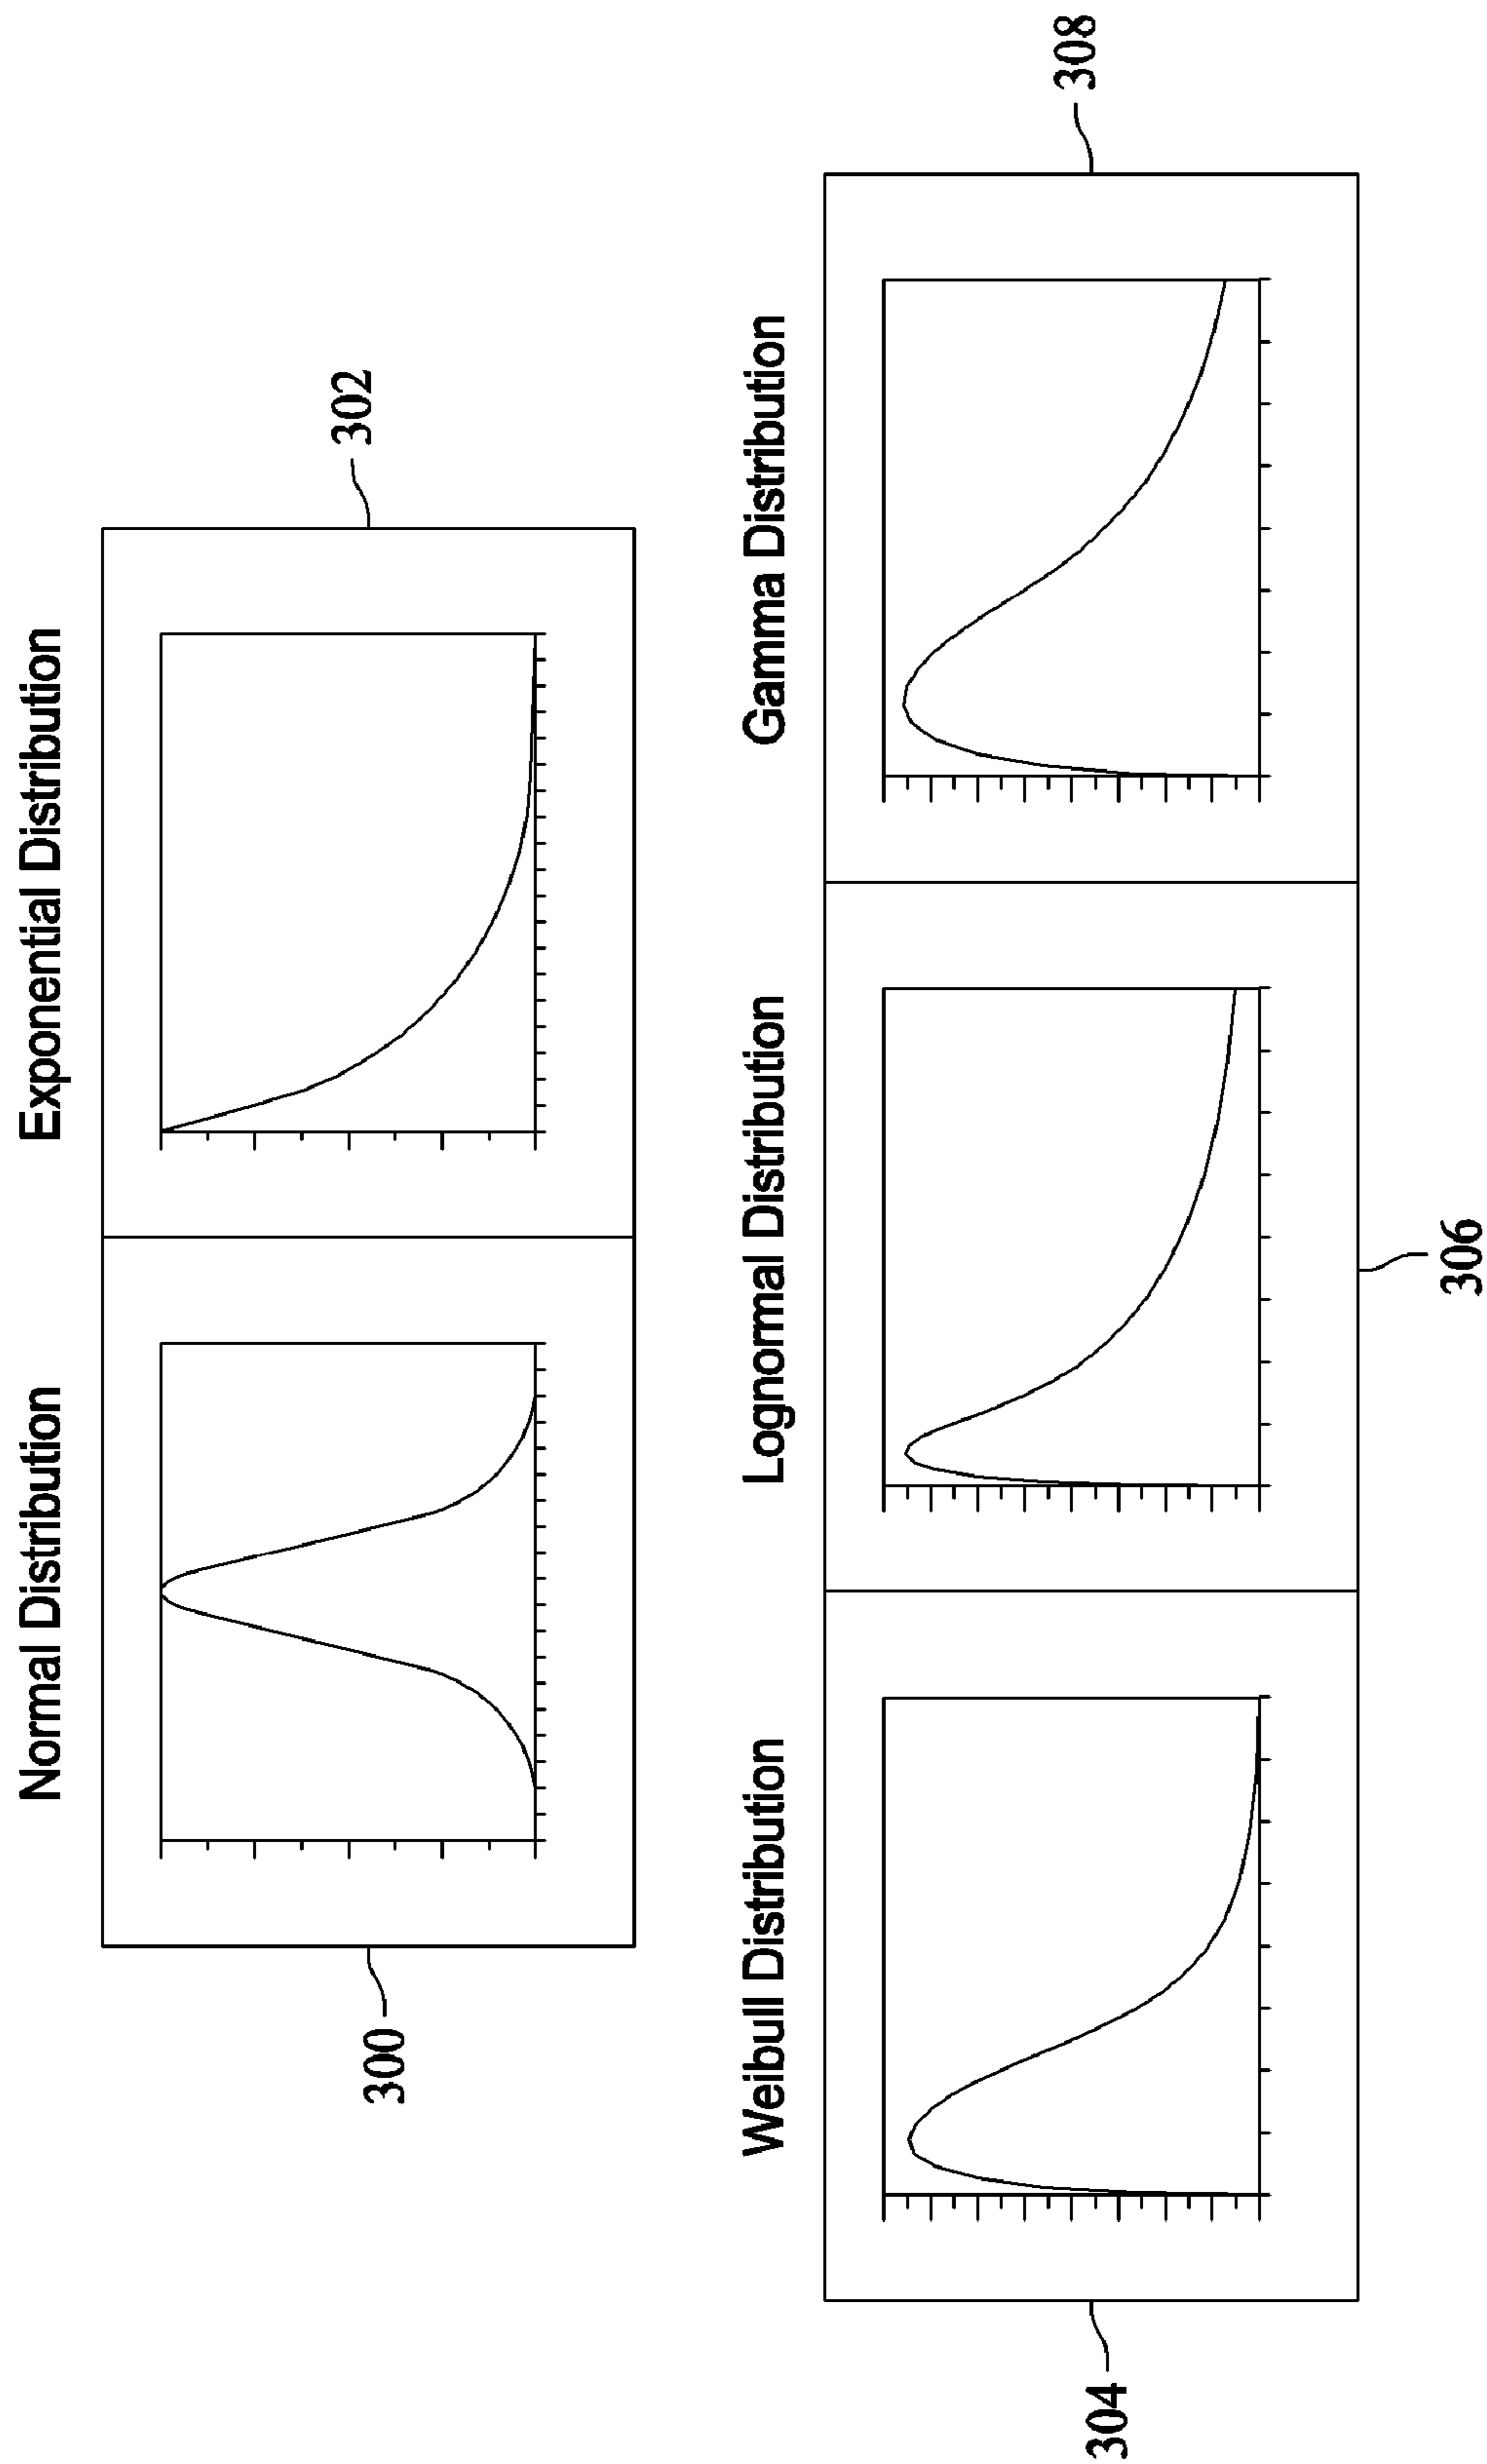 Normal Distribution
Exponential Distribution
300
302
Weibull Distribution
Lognormal Distribution
Gamma Distribution
304
306
308